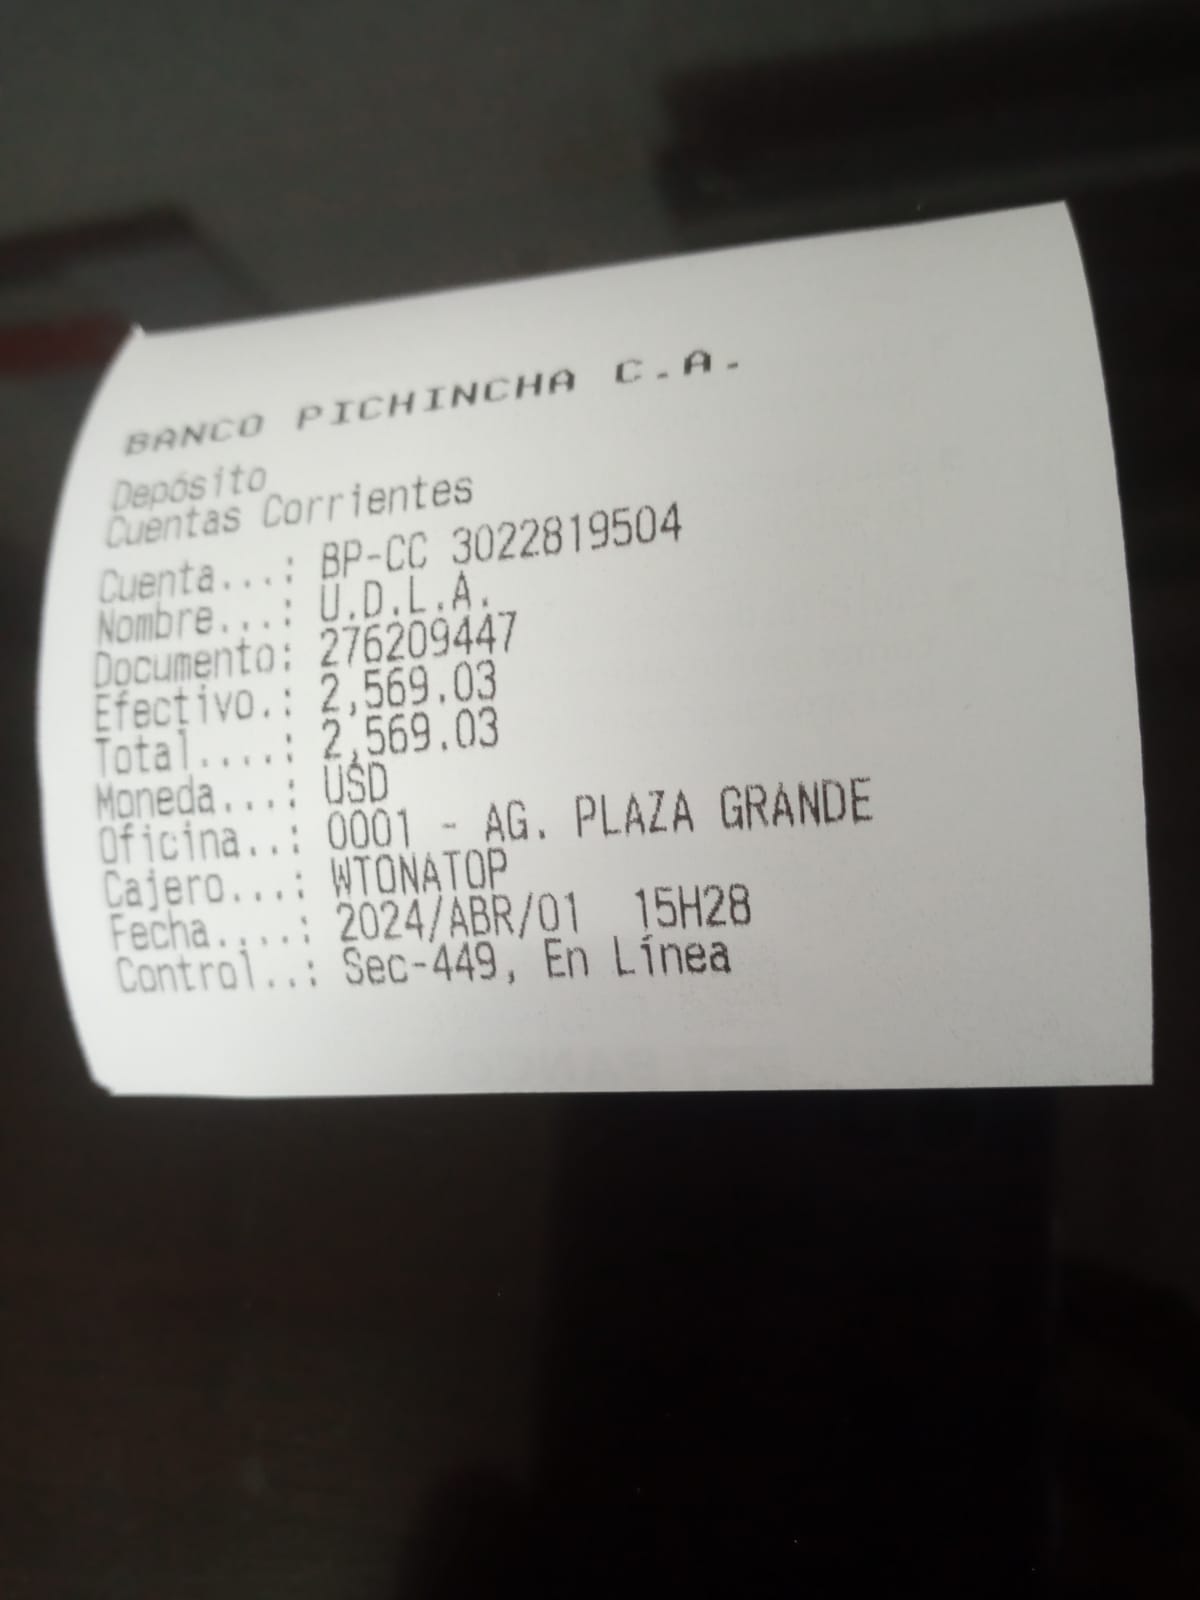 BANCO PICHINCHA C.A.
Depósito
Cuentas Corrientes
Cuenta...: BP-CC 3022819504
Nombre...: U.D.L.A.
Documento: 276209447
Efectivo.: 2,569.03
Total....: 2,569.03
Moneda...: USD
Oficina..: 0001 - AG. PLAZA GRANDE
Cajero...: WTONATOP
Fecha....: 2024/ABR/01 15H28
Control..: Sec-449, En Línea